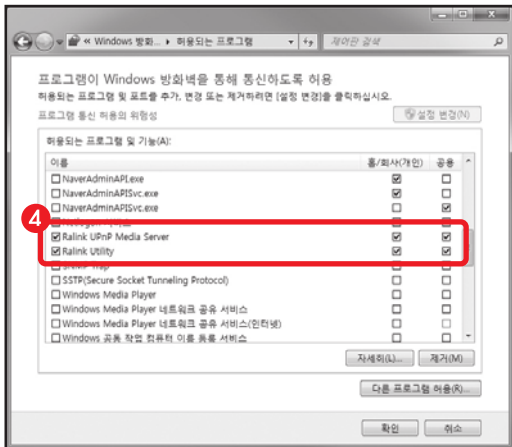 « Windows 방화... ▸ 허용되는 프로그램
제어판 검색
프로그램이 Windows 방화벽을 통해 통신하도록 허용
허용되는 프로그램 및 포트를 추가, 변경 또는 제거하려면 [설정 변경]을 클릭하십시오.
프로그램 통신 허용의 위험성
설정 변경(N)
허용되는 프로그램 및 기능(A):
이름 홈/회사(개인) 공용
NaverAdminAPI.exe
NaverAdminAPISvc.exe
NaverAdminAPISvc.exe
4
Ralink UPnP Media Server
Ralink Utility
SNMP Trap
SSTP(Secure Socket Tunneling Protocol)
Windows Media Player
Windows Media Player 네트워크 공유 서비스
Windows Media Player 네트워크 공유 서비스(인터넷)
Windows 공동 작업 컴퓨터 이름 등록 서비스
자세히(L)... 제거(M)
다른 프로그램 허용(R)...
확인 취소